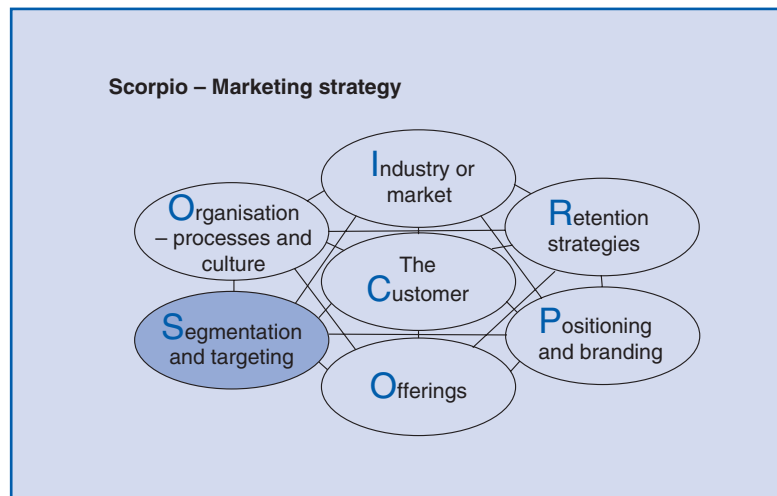 Scorpio – Marketing strategy
Industry or
market
Organisation
– processes and
culture
Retention
strategies
The
Customer
Segmentation
and targeting
Positioning
and branding
Offerings